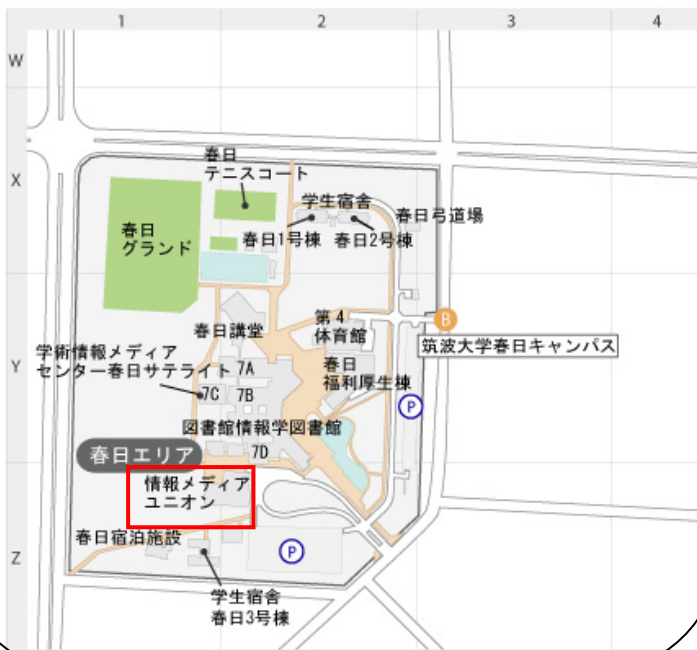 1
2
3
4
W
X
Y
Z
春日
テニスコート
学生宿舎
春日1号棟
春日2号棟
春日弓道場
春日
グランド
春日講堂
第4
体育館
B
筑波大学春日キャンパス
学術情報メディア
センター春日サテライト
7A
7C
7B
春日
福利厚生棟
P
図書館情報学図書館
7D
春日エリア
情報メディア
ユニオン
春日宿泊施設
P
学生宿舎
春日3号棟